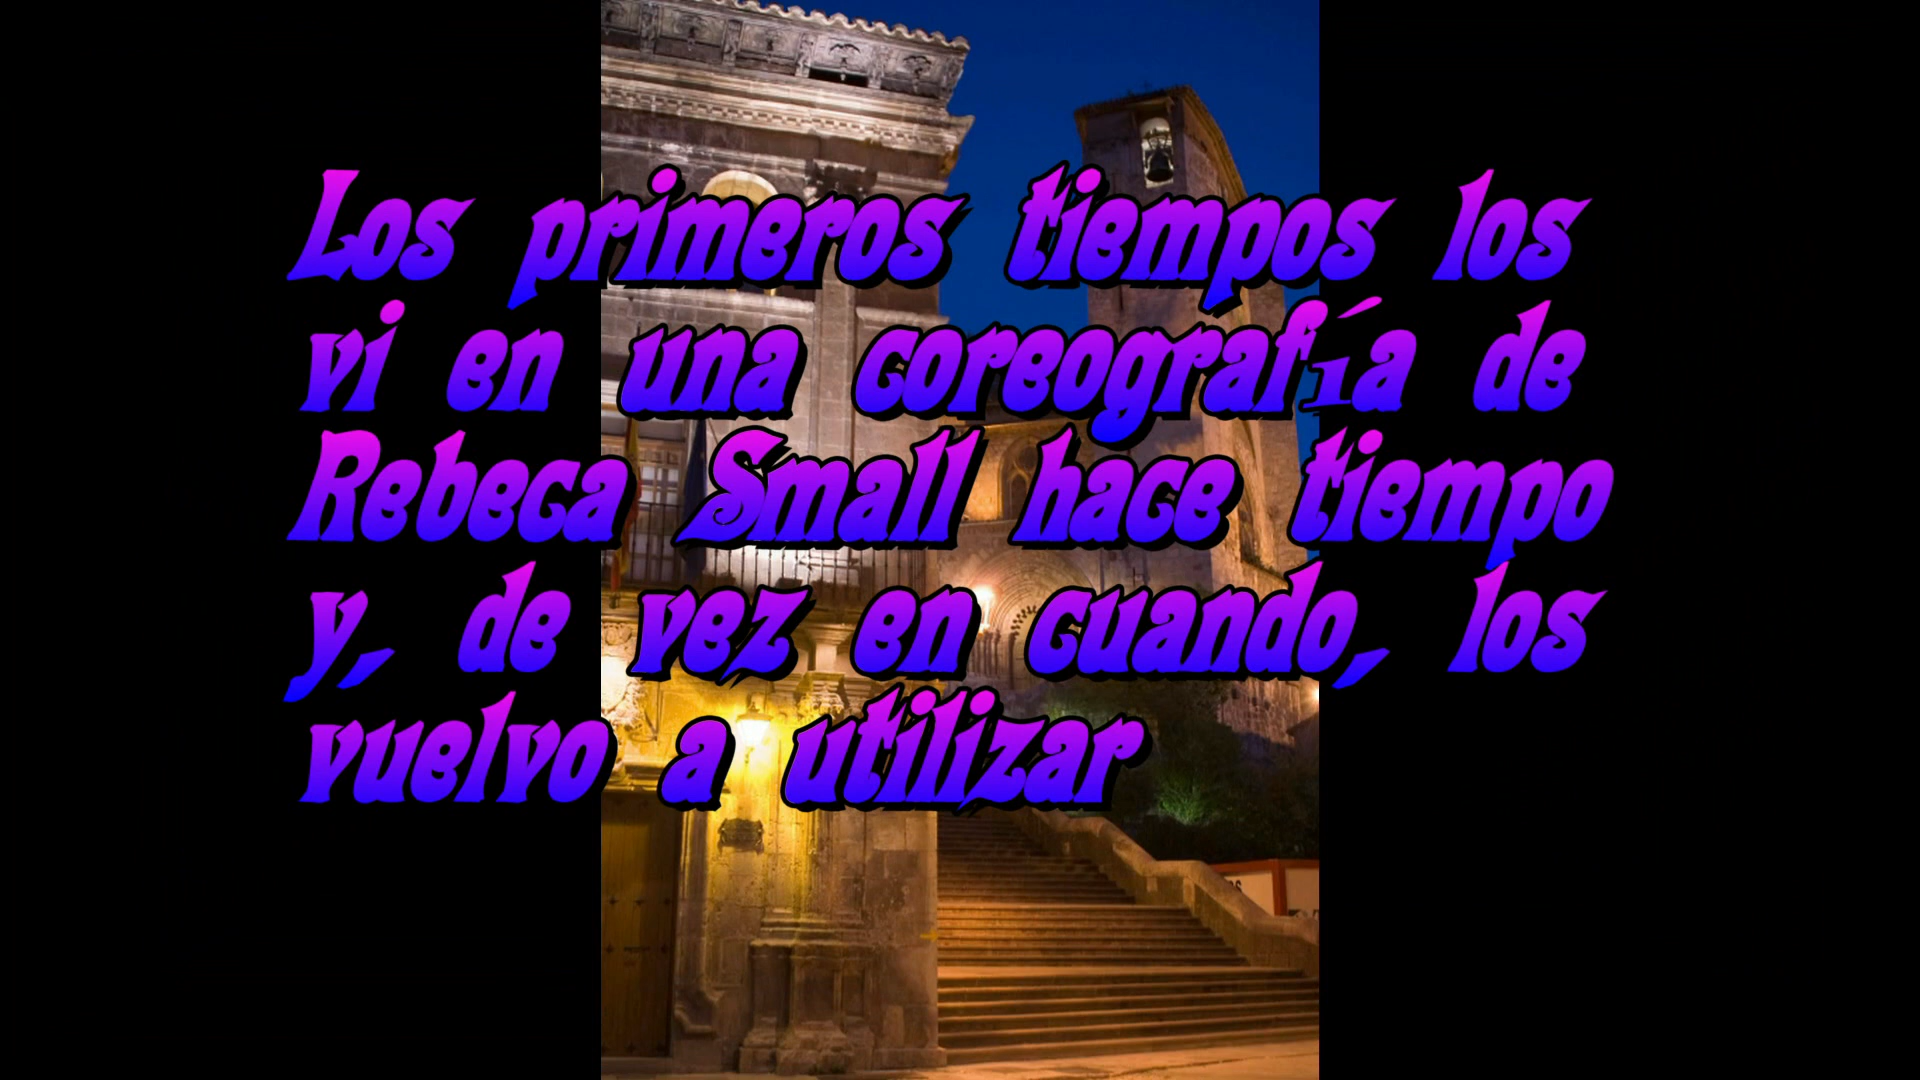 Los primeros tiempos los
vi en una coreografía de
Rebeca Small hace tiempo
y, de vez en cuando, los
vuelvo a utilizar